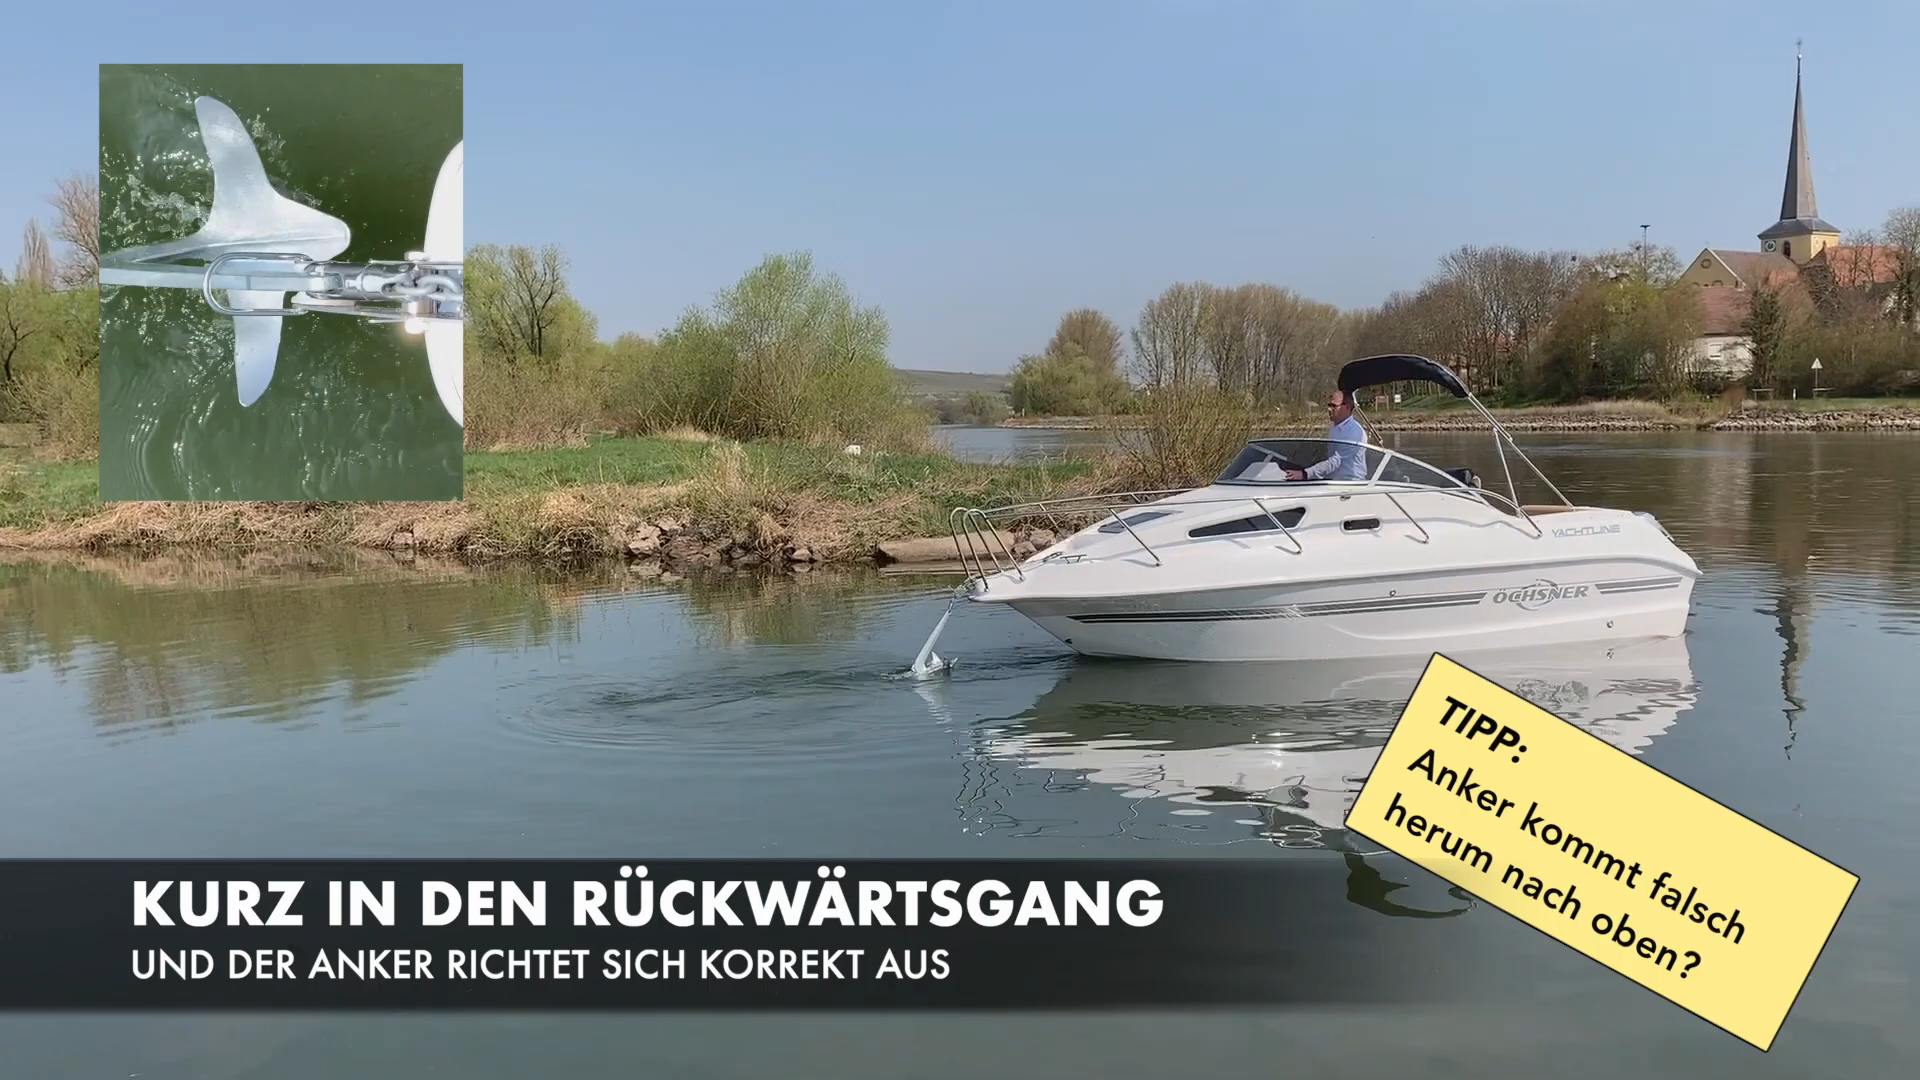 YACHTLINE
ÖCHSNER
TIPP:
Anker kommt falsch
herum nach oben?
KURZ IN DEN RÜCKWÄRTSGANG
UND DER ANKER RICHTET SICH KORREKT AUS